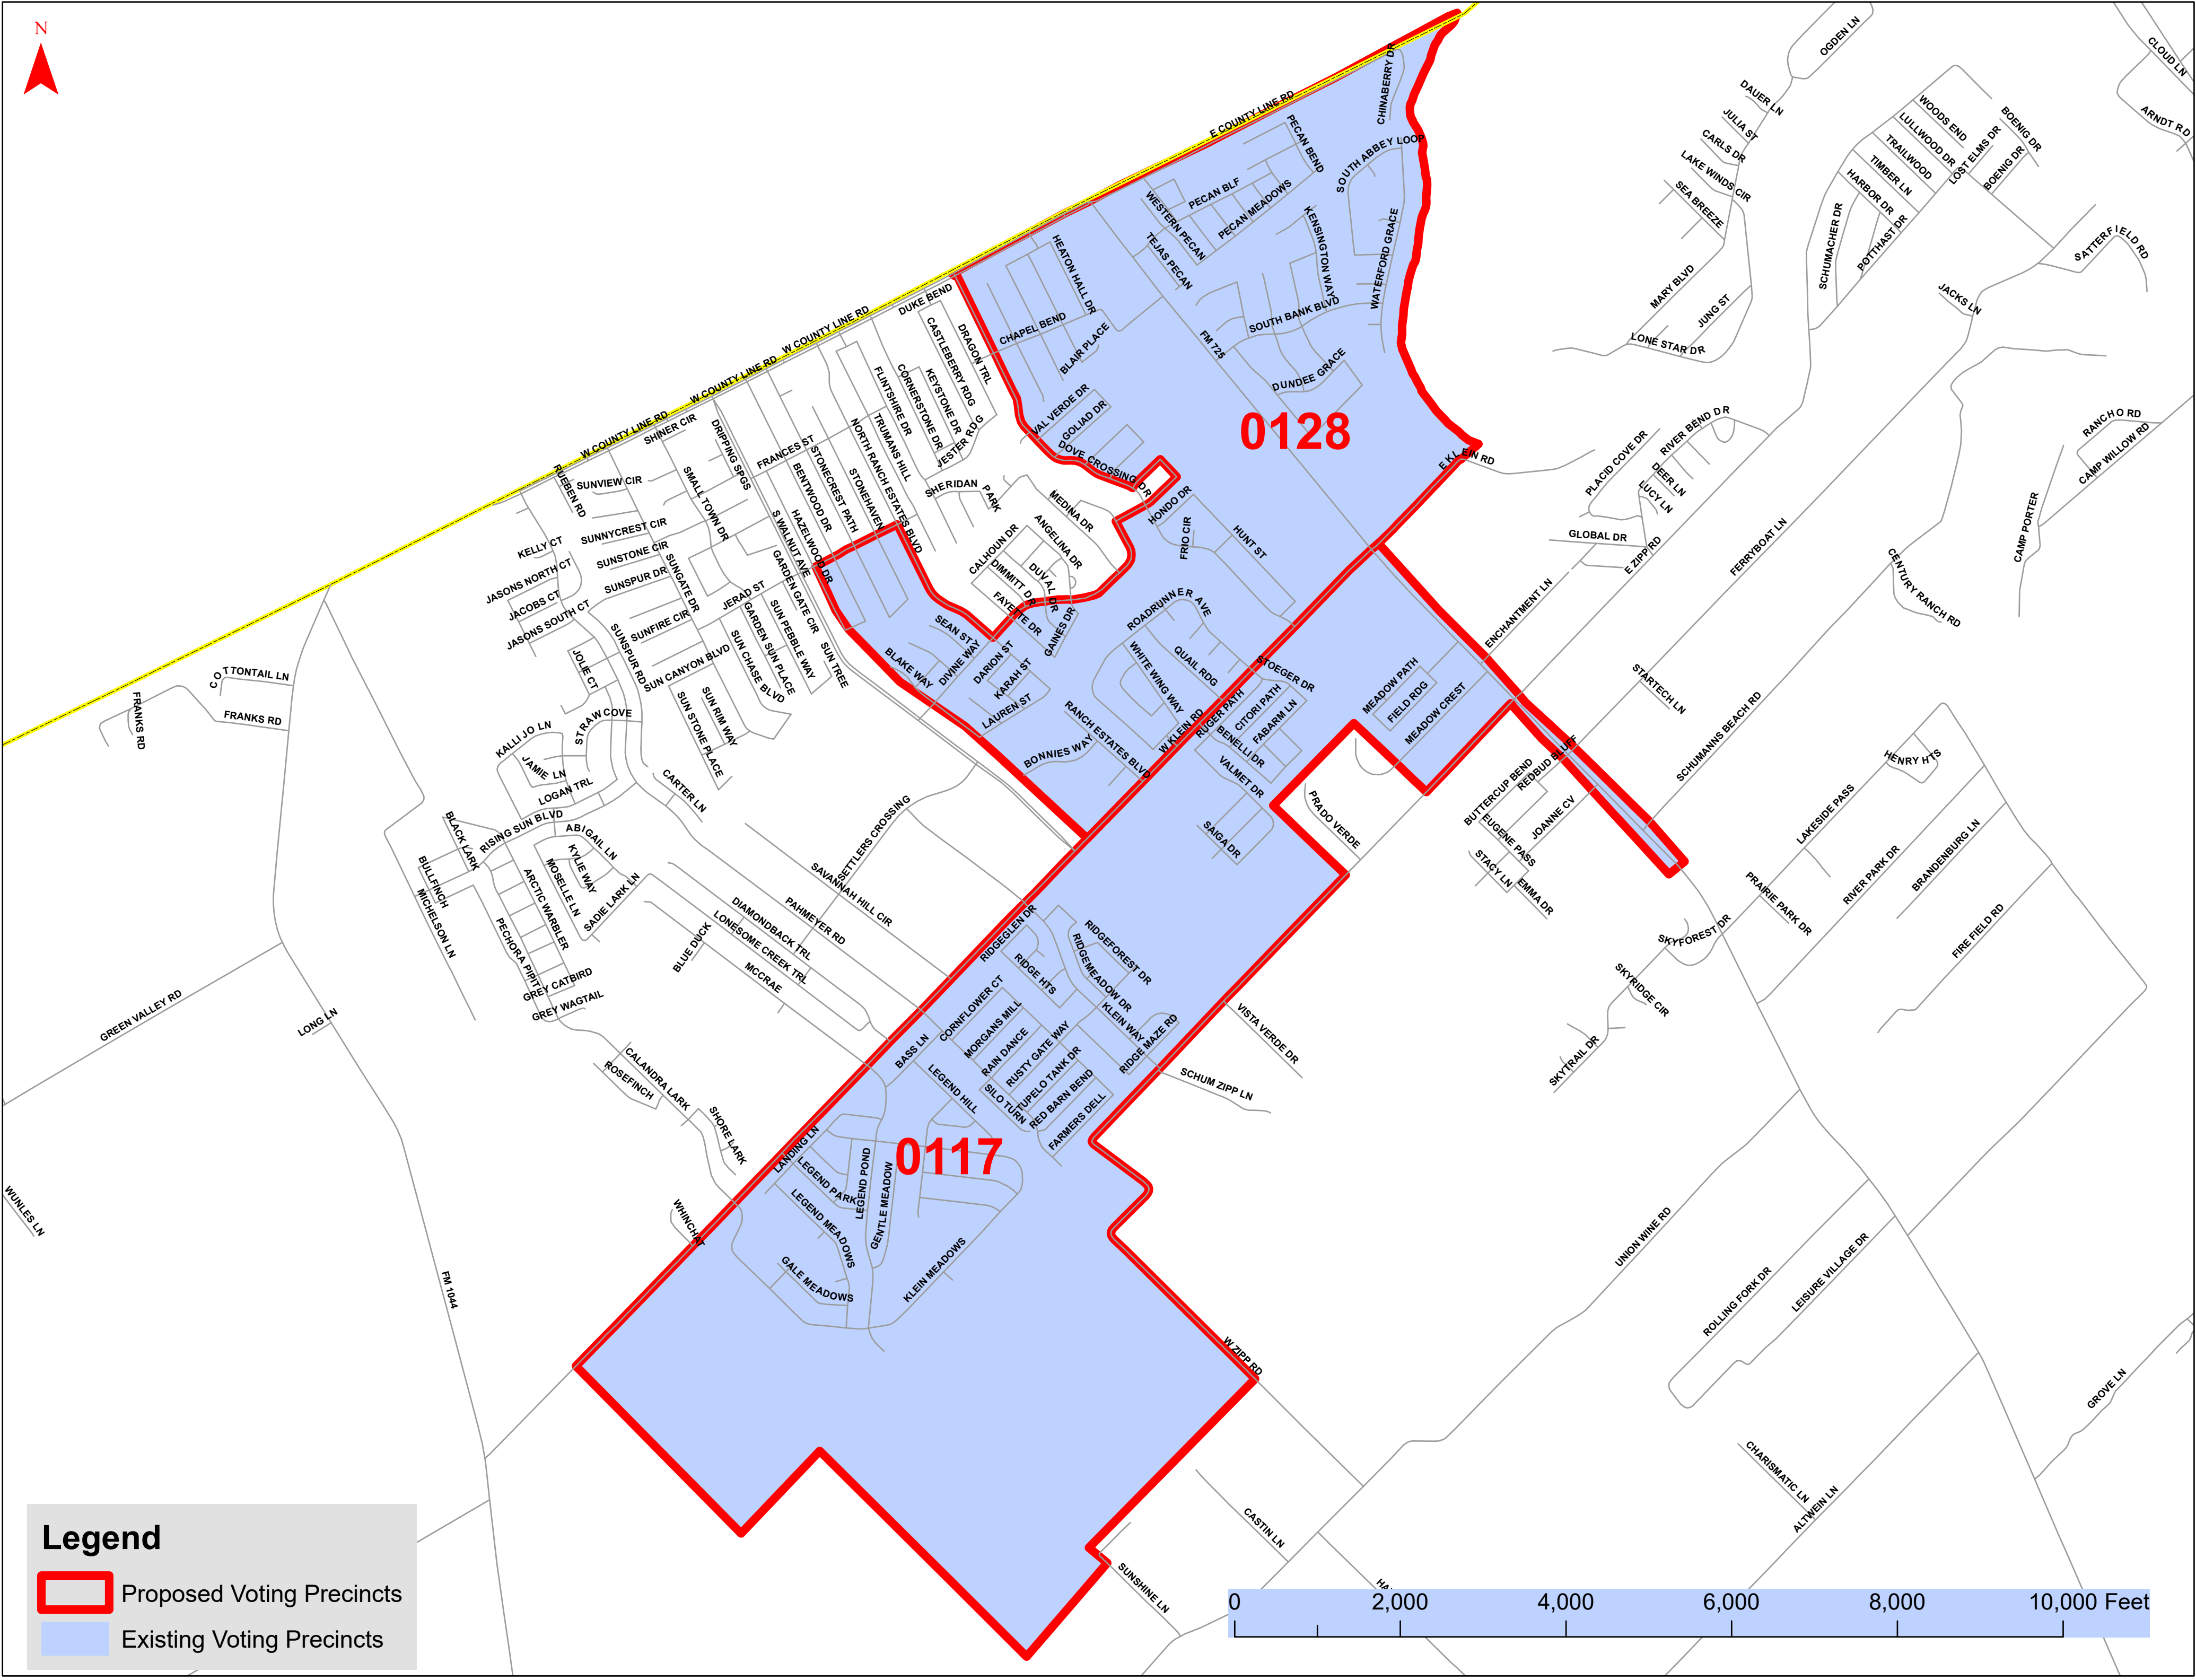 N
OGDEN LN
CLOUD LN
ARNDT RD
DAUER LN
JULIA ST
CARLS DR
LAKE WINDS CIR
SEA BREEZE
WOODS END
LULLWOOD DR
TRAILWOOD
TIMBER LN
HARBOR DR
LOST ELMS DR
BOENIG DR
BOENIG DR
SCHUMACHER DR
POTTHAST DR
SATTERFIELD RD
MARY BLVD
JUNG ST
LONE STAR DR
JACKS LN
E COUNTY LINE RD
CHINABERRY DR
PECAN BEND
SOUTH ABBEY LOOP
WESTERN PECAN
PECAN BLF
PECAN MEADOWS
TEJAS PECAN
KENSINGTON WAY
WATERFORD GRACE
HEATON HALL DR
SOUTH BANK BLVD
FM 725
DUNDEE GRACE
CHAPEL BEND
BLAIR PLACE
VAL VERDE DR
GOLIAD DR
DOVE CROSSING DR
0128
E KLEIN RD
HONDO DR
HUNT ST
FRIO CIR
W COUNTY LINE RD
W COUNTY LINE RD
W COUNTY LINE RD
DUKE BEND
DRAGON TRL
CASTLEBERRY RDG
KEYSTONE DR
CORNERSTONE DR
FLINTSHIRE DR
JESTER RDG
TRUMANS HILL
NORTH RANCH ESTATES BLVD
STONEHAVEN
STONECREST PATH
BENTWOOD DR
HAZELWOOD DR
FRANCES ST
SHERIDAN PARK
SHINER CIR
DRIPPING SPGS
SMALL TOWN DR
S WALNUT AVE
RUEBEN RD
SUNVIEW CIR
SUNNYCREST CIR
SUNSTONE CIR
SUNSPUR DR
SUNGATE DR
SUNFIRE CIR
KELLY CT
JASONS NORTH CT
JACOBS CT
JASONS SOUTH CT
JERAD ST
GARDEN GATE CIR
GARDEN SUN PLACE
SUN PEBBLE WAY
SUN CHASE BLVD
SUN TREE
SUN CANYON BLVD
SUNSPUR RD
SUN RIM WAY
SUN STONE PLACE
JOLIE CT
STRAW COVE
KALLI JO LN
JAMIE LN
LOGAN TRL
CARTER LN
RISING SUN BLVD
MEDINA DR
ANGELINA DR
CALHOUN DR
DIMMITT DR
DUVAL DR
FAYETTE DR
GAINES DR
SEAN ST
DIVINE WAY
BLAKE WAY
DARION ST
KARAH ST
LAUREN ST
ROADRUNNER AVE
WHITE WING WAY
QUAIL RDG
RANCH ESTATES BLVD
BONNIES WAY
W KLEIN RD
STOEGER DR
RUGER PATH
CITORI PATH
FABARM LN
BENELLI DR
VALMET DR
SAIGA DR
PRADO VERDE
MEADOW PATH
FIELD RDG
MEADOW CREST
ENCHANTMENT LN
PLACID COVE DR
RIVER BEND DR
DEER LN
LUCY LN
GLOBAL DR
E ZIPP RD
FERRYBOAT LN
STARTECH LN
SCHUMANNS BEACH RD
CENTURY RANCH RD
CAMP PORTER
RANCHO RD
CAMP WILLOW RD
BUTTERCUP BEND
REDBUD BLUFF
EUGENE PASS
JOANNE CV
STACY LN
EMMA DR
HENRY HTS
LAKESIDE PASS
RIVER PARK DR
BRANDENBURG LN
PRAIRIE PARK DR
FIRE FIELD RD
SKYFOREST DR
SKYRIDGE CIR
SKYTRAIL DR
COTTONTAIL LN
FRANKS RD
FRANKS RD
GREEN VALLEY RD
LONG LN
FM 1044
WUNLES LN
BLACK LARK
BULLFINCH
MICHELSON LN
ABIGAIL LN
KYLIE WAY
MOSELLE LN
ARCTIC WARBLER
SADIE LARK LN
PECHORA PIPIT
GREY CATBIRD
GREY WAGTAIL
CALANDRA LARK
ROSEFINCH
SHORE LARK
WHINCHAT
SETTLERS CROSSING
SAVANNAH HILL CIR
PAHMEYER RD
DIAMONDBACK TRL
LONESOME CREEK TRL
BLUE DUCK
MCCRAE
RIDGEGLEN DR
RIDGEFOREST DR
RIDGEMEADOW DR
RIDGE HTS
CORNFLOWER CT
MORGANS MILL
RAIN DANCE
RUSTY GATE WAY
KLEIN WAY
RIDGE MAZE RD
TUPELO TANK DR
RED BARN BEND
SILO TURN
FARMERS DELL
BASS LN
LEGEND HILL
0117
LANDING LN
LEGEND PARK
LEGEND POND
LEGEND MEADOWS
GENTLE MEADOW
GALE MEADOWS
KLEIN MEADOWS
VISTA VERDE DR
SCHUM ZIPP LN
W ZIPP RD
UNION WINE RD
ROLLING FORK DR
LEISURE VILLAGE DR
CASTIN LN
SUNSHINE LN
CHARISMATIC LN
ALTWEIN LN
GROVE LN
Legend
Proposed Voting Precincts
Existing Voting Precincts
0 2,000 4,000 6,000 8,000 10,000 Feet